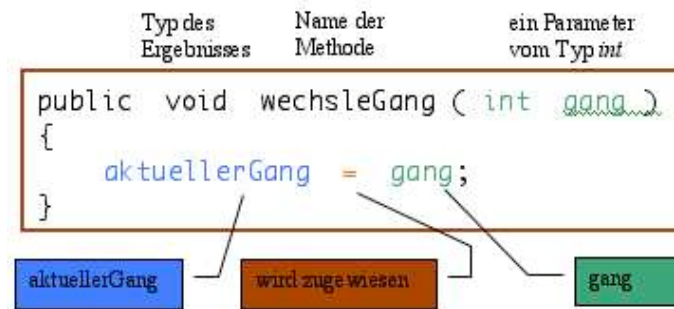 Typ des Ergebnisses
Name der Methode
ein Parameter vom Typ int
public void wechsleGang ( int gang )
{
aktuellerGang = gang;
}
aktuellerGang
wird zugewiesen
gang